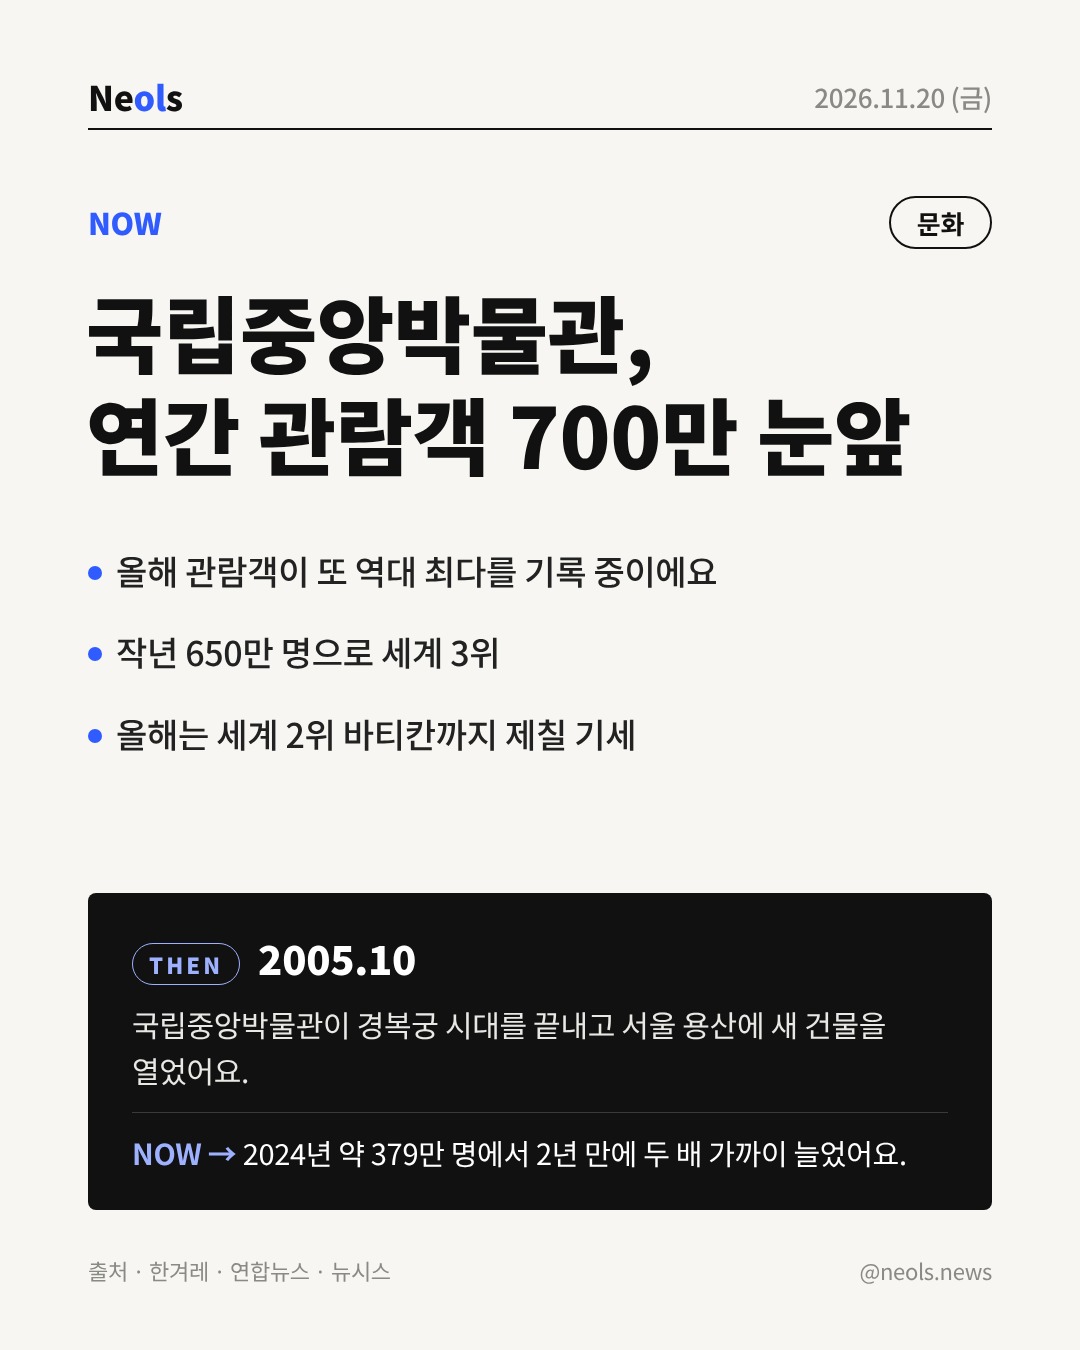 Neols
2026.11.20 (금)
NOW
문화
국립중앙박물관,
연간 관람객 700만 눈앞
올해 관람객이 또 역대 최다를 기록 중이에요
작년 650만 명으로 세계 3위
올해는 세계 2위 바티칸까지 제칠 기세
THEN 2005.10
국립중앙박물관이 경복궁 시대를 끝내고 서울 용산에 새 건물을
열었어요.
NOW → 2024년 약 379만 명에서 2년 만에 두 배 가까이 늘었어요.
출처 · 한겨레 · 연합뉴스 · 뉴시스
@neols.news